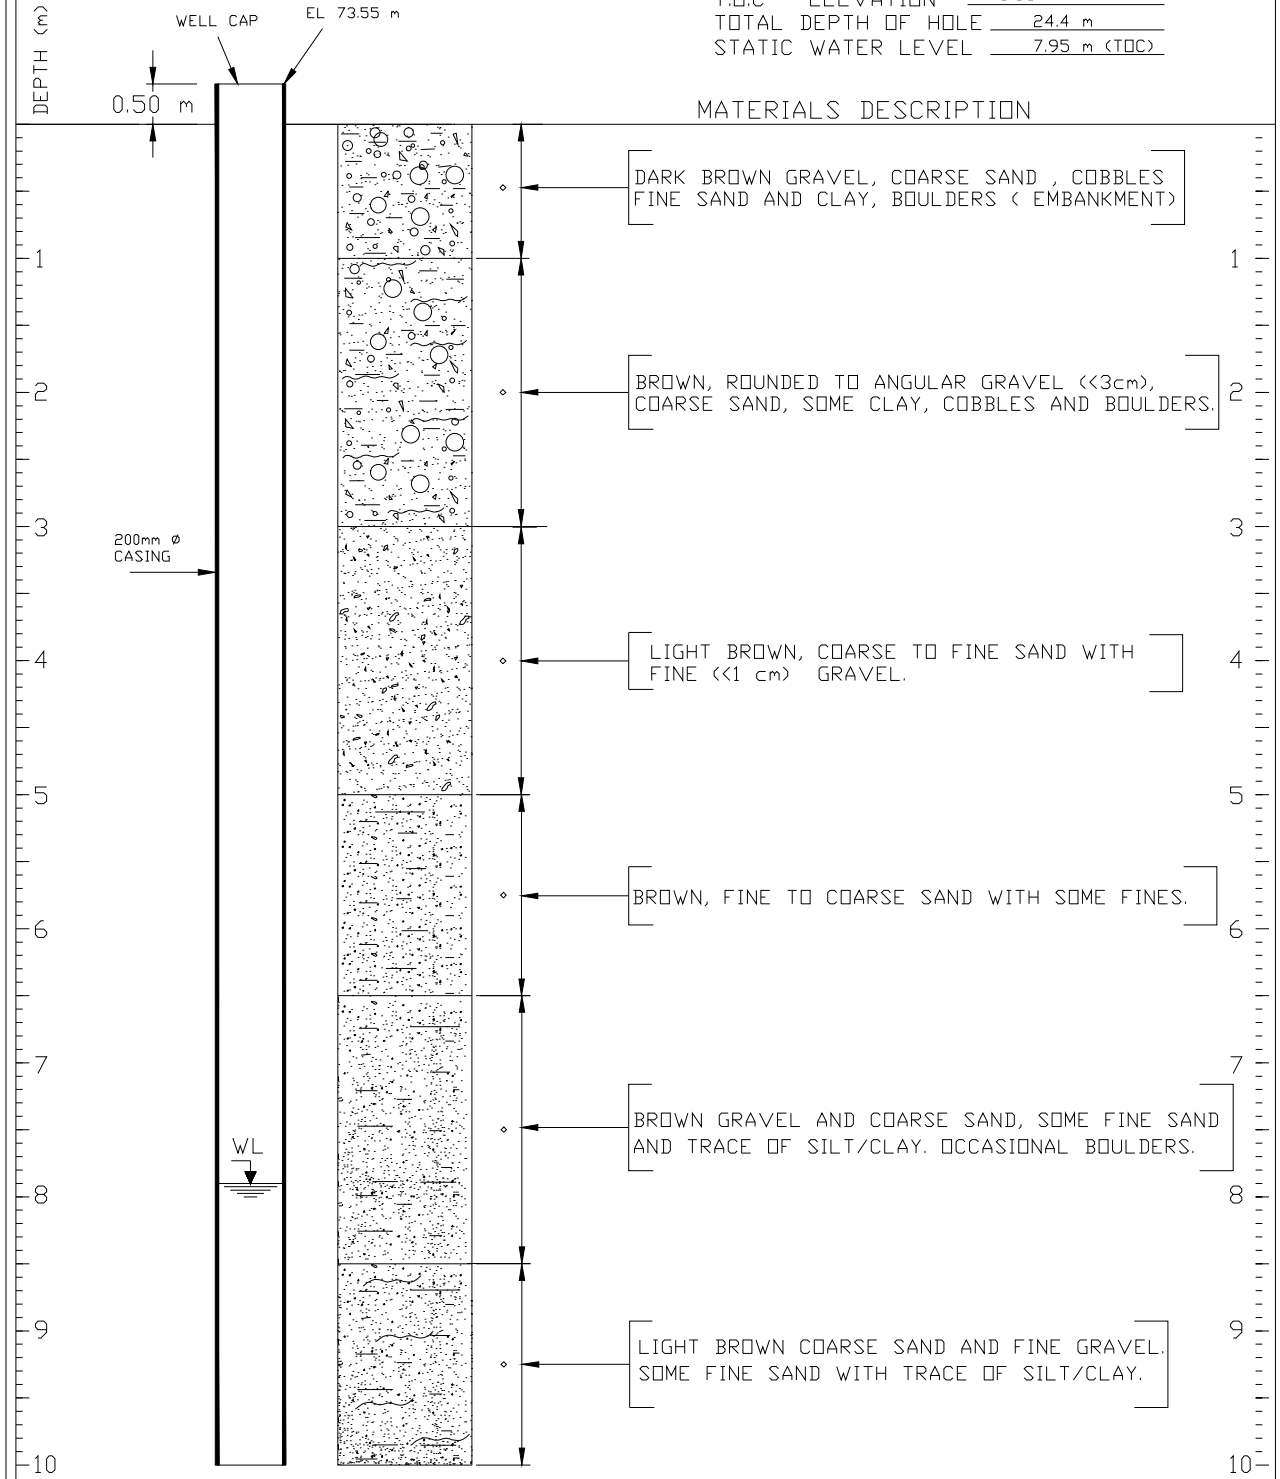 DEPTH (m)
WELL CAP
EL 73.55 m
T.O.C ELEVATION
TOTAL DEPTH OF HOLE 24.4 m
STATIC WATER LEVEL 7.95 m (TOC)
0.50 m
MATERIALS DESCRIPTION
DARK BROWN GRAVEL, COARSE SAND , COBBLES
FINE SAND AND CLAY, BOULDERS ( EMBANKMENT)
1
1
BROWN, ROUNDED TO ANGULAR GRAVEL (<3cm),
COARSE SAND, SOME CLAY, COBBLES AND BOULDERS.
2
2
3
3
200mm Ø
CASING
LIGHT BROWN, COARSE TO FINE SAND WITH
FINE (<1 cm) GRAVEL.
4
4
5
5
BROWN, FINE TO COARSE SAND WITH SOME FINES.
6
6
7
7
BROWN GRAVEL AND COARSE SAND, SOME FINE SAND
AND TRACE OF SILT/CLAY. OCCASIONAL BOULDERS.
WL
8
8
9
9
LIGHT BROWN COARSE SAND AND FINE GRAVEL.
SOME FINE SAND WITH TRACE OF SILT/CLAY.
10
10